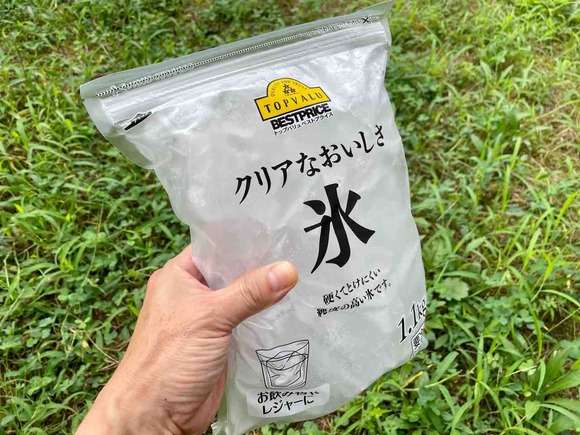 TOPVALU
BESTPRICE
トップバリュベストプライス
クリアなおいしさ
氷
硬くてとけにくい
純度の高い氷です。
1.1kg
お飲み物に
レジャーに